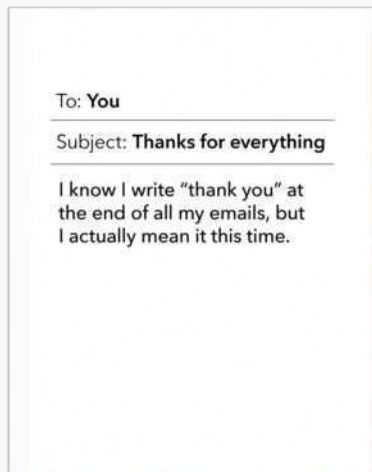 To: You
Subject: Thanks for everything
I know I write “thank you” at
the end of all my emails, but
I actually mean it this time.